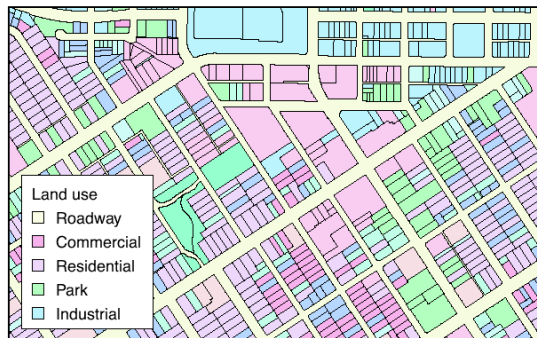 Land use
Roadway
Commercial
Residential
Park
Industrial